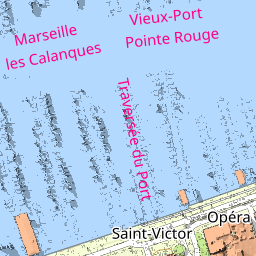 Marseille
les Calanques
Vieux-Port
Pointe Rouge
Traversée du Port
Opéra
Saint-Victor